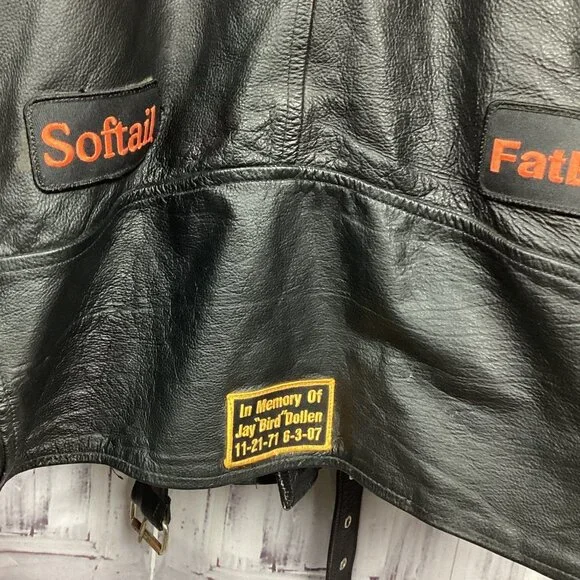 Softail
In Memory Of
Jay "Bird" Dollen
11-21-71 6-3-07